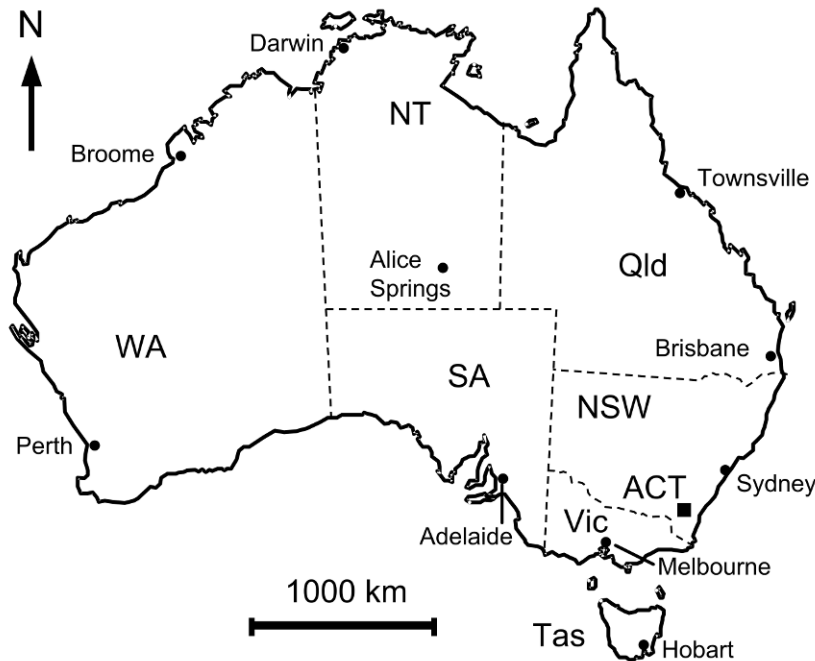 N
Darwin
NT
Broome
Townsville
Alice
Springs
Qld
WA
SA
Brisbane
NSW
Perth
ACT
Sydney
Vic
Adelaide
Melbourne
1000 km
Tas
Hobart